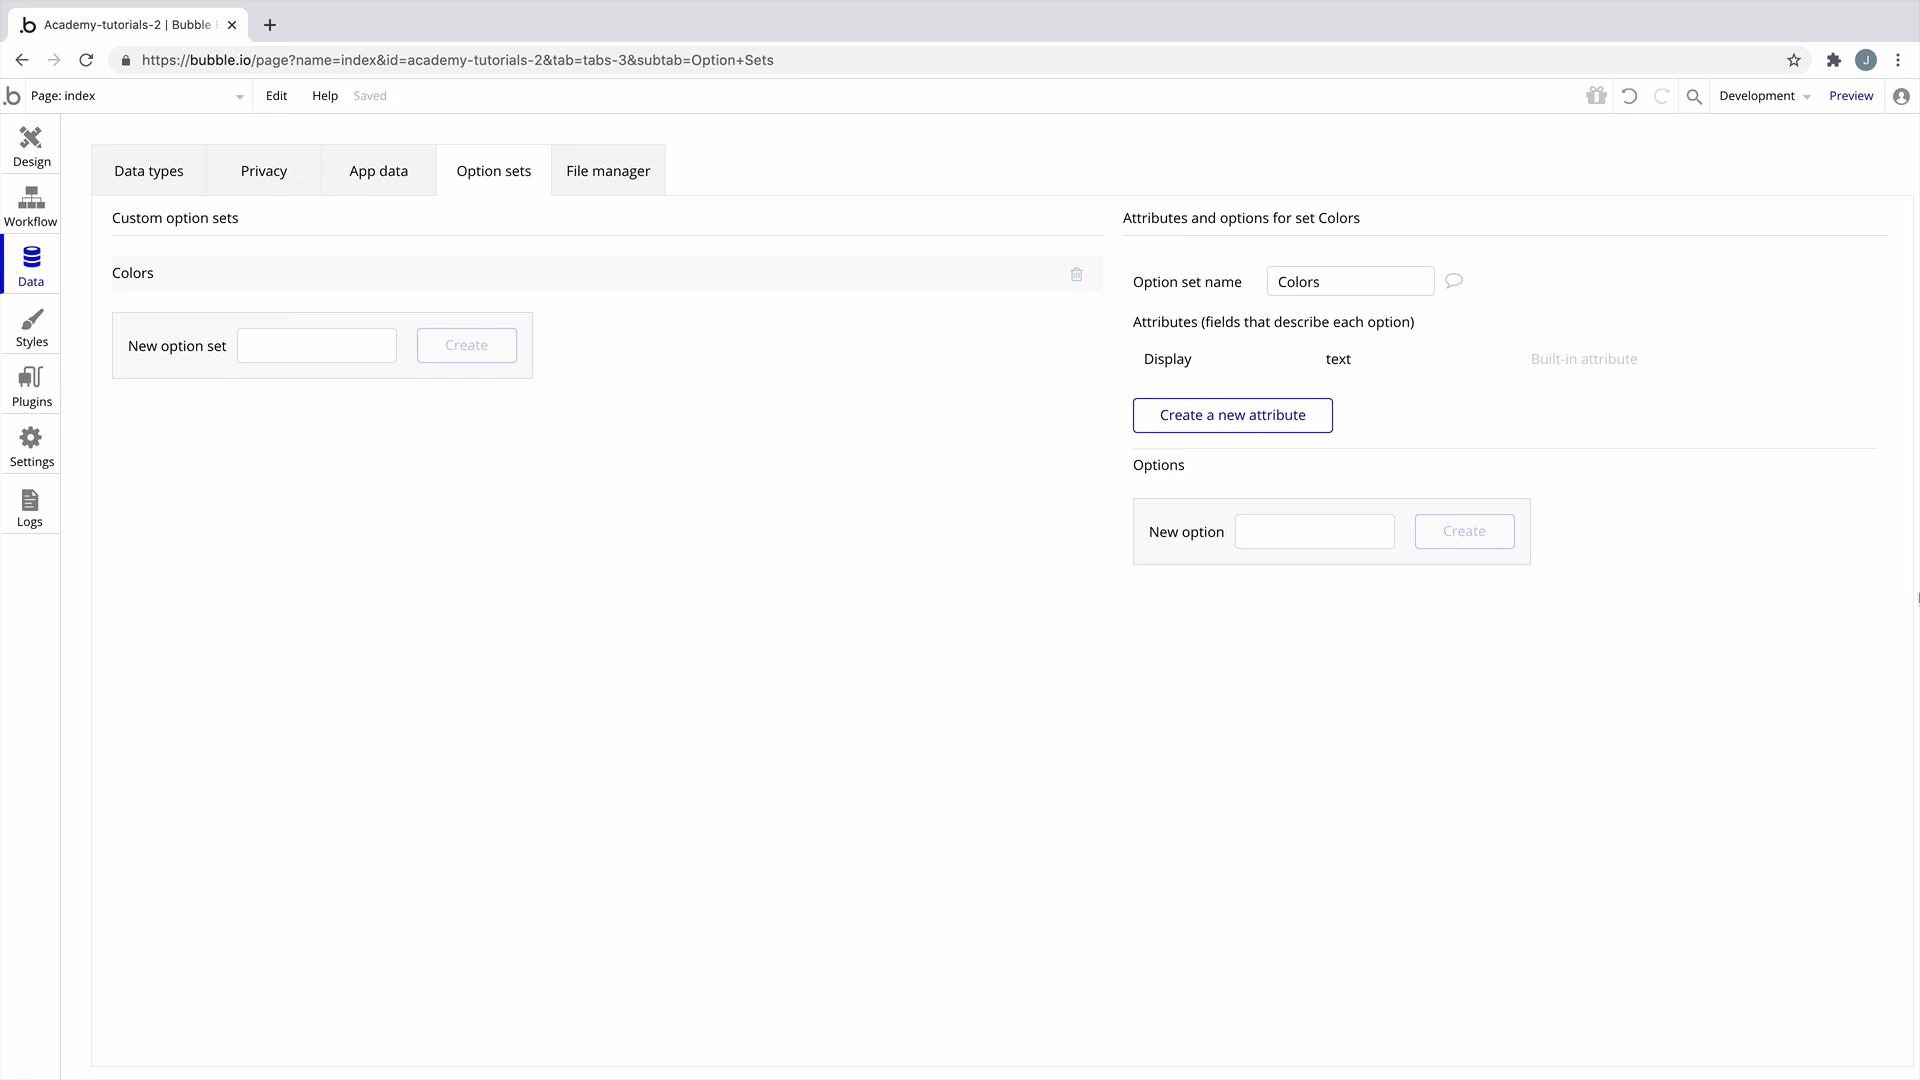 Academy-tutorials-2 | Bubble
https://bubble.io/page?name=index&id=academy-tutorials-2&tab=tabs-3&subtab=Option+Sets
J
.b
Page: index
Edit
Help
Saved
Development
Preview
Design
Workflow
Data
Styles
Plugins
Settings
Logs
Data types
Privacy
App data
Option sets
File manager
Custom option sets
Colors
New option set
Create
Attributes and options for set Colors
Option set name
Colors
Attributes (fields that describe each option)
Display
text
Built-in attribute
Create a new attribute
Options
New option
Create